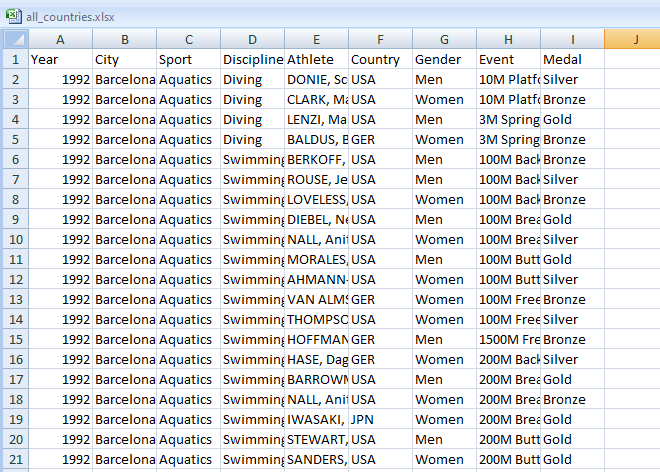 all_countries.xlsx
A B C D E F G H I J
1 Year City Sport Discipline Athlete Country Gender Event Medal
2 1992 Barcelona Aquatics Diving DONIE, Sc USA Men 10M Platfo Silver
3 1992 Barcelona Aquatics Diving CLARK, Ma USA Women 10M Platfo Bronze
4 1992 Barcelona Aquatics Diving LENZI, Ma USA Men 3M Spring Gold
5 1992 Barcelona Aquatics Diving BALDUS, B GER Women 3M Spring Bronze
6 1992 Barcelona Aquatics Swimming BERKOFF, USA Men 100M Back Bronze
7 1992 Barcelona Aquatics Swimming ROUSE, Je USA Men 100M Back Silver
8 1992 Barcelona Aquatics Swimming LOVELESS, USA Women 100M Back Bronze
9 1992 Barcelona Aquatics Swimming DIEBEL, Ne USA Men 100M Brea Gold
10 1992 Barcelona Aquatics Swimming NALL, Anit USA Women 100M Brea Silver
11 1992 Barcelona Aquatics Swimming MORALES, USA Men 100M Butt Gold
12 1992 Barcelona Aquatics Swimming AHMANN- USA Women 100M Butt Silver
13 1992 Barcelona Aquatics Swimming VAN ALMS GER Women 100M Free Bronze
14 1992 Barcelona Aquatics Swimming THOMPSO USA Women 100M Free Silver
15 1992 Barcelona Aquatics Swimming HOFFMAN GER Men 1500M Fre Bronze
16 1992 Barcelona Aquatics Swimming HASE, Dag GER Women 200M Back Silver
17 1992 Barcelona Aquatics Swimming BARROWM USA Men 200M Brea Gold
18 1992 Barcelona Aquatics Swimming NALL, Anit USA Women 200M Brea Bronze
19 1992 Barcelona Aquatics Swimming IWASAKI, JPN Women 200M Brea Gold
20 1992 Barcelona Aquatics Swimming STEWART, USA Men 200M Butt Gold
21 1992 Barcelona Aquatics Swimming SANDERS, USA Women 200M Butt Gold